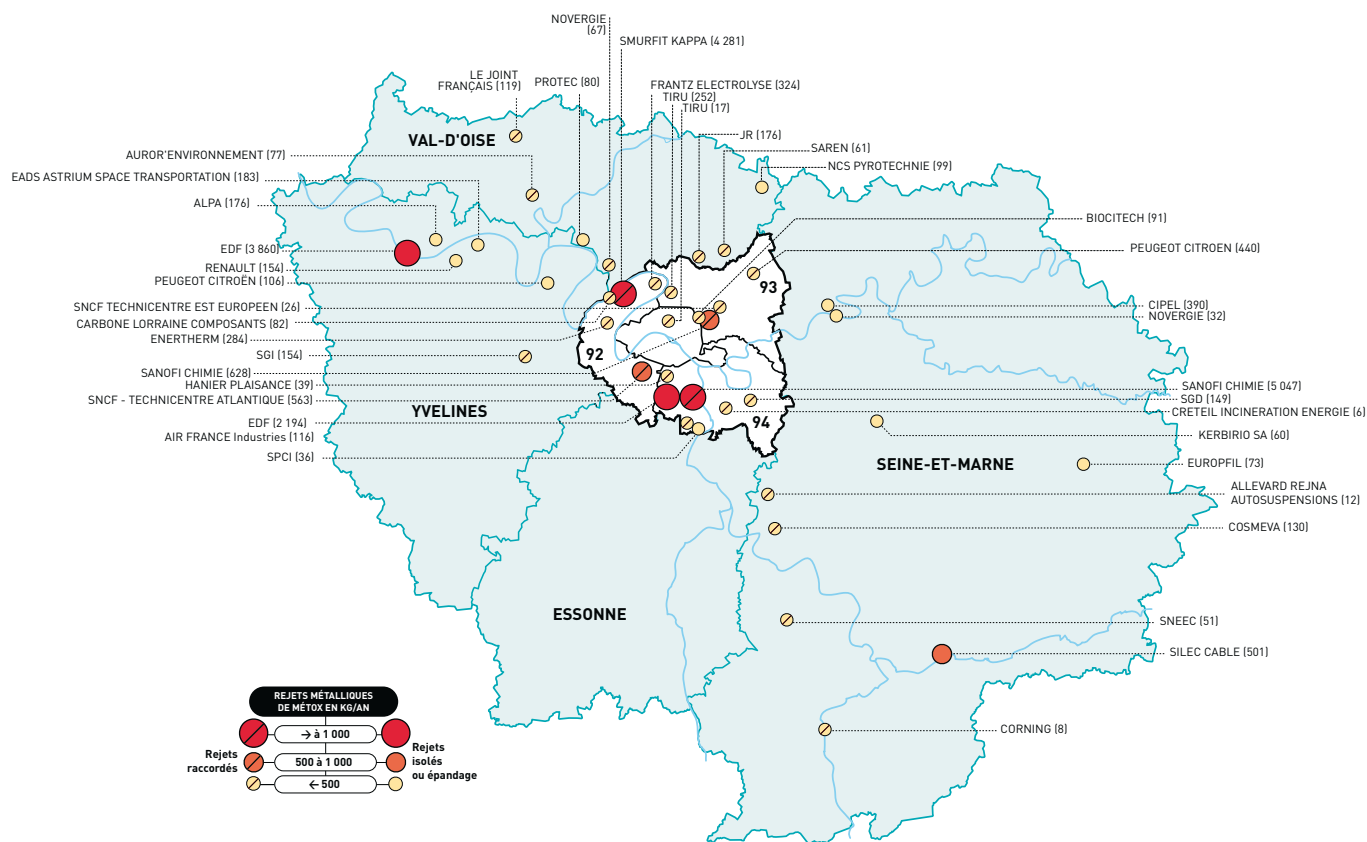 NOVERGIE
(67)
SMURFIT KAPPA (4 281)
LE JOINT
FRANÇAIS (119)
PROTEC (80)
FRANTZ ELECTROLYSE (324)
TIRU (252)
TIRU (17)
JR (176)
SAREN (61)
NCS PYROTECHNIE (99)
VAL-D'OISE
AUROR'ENVIRONNEMENT (77)
EADS ASTRIUM SPACE TRANSPORTATION (183)
ALPA (176)
BIOCITECH (91)
EDF (3 860)
PEUGEOT CITROEN (440)
RENAULT (154)
PEUGEOT CITROËN (106)
93
SNCF TECHNICENTRE EST EUROPEEN (26)
CIPEL (390)
NOVERGIE (32)
CARBONE LORRAINE COMPOSANTS (82)
ENERTHERM (284)
SGI (154)
92
SANOFI CHIMIE (628)
HANIER PLAISANCE (39)
SNCF - TECHNICENTRE ATLANTIQUE (563)
SANOFI CHIMIE (5 047)
SGD (149)
CRETEIL INCINERATION ENERGIE (6)
YVELINES
EDF (2 194)
94
AIR FRANCE Industries (116)
KERBIRIO SA (60)
SPCI (36)
SEINE-ET-MARNE
EUROPFIL (73)
ALLEVARD REJNA
AUTOSUSPENSIONS (12)
COSMEVA (130)
ESSONNE
SNEEC (51)
SILEC CABLE (501)
CORNING (8)
REJETS MÉTALLIQUES
DE MÉTOX EN KG/AN
→ à 1 000
Rejets
raccordés
500 à 1 000
Rejets
isolés
ou épandage
← 500